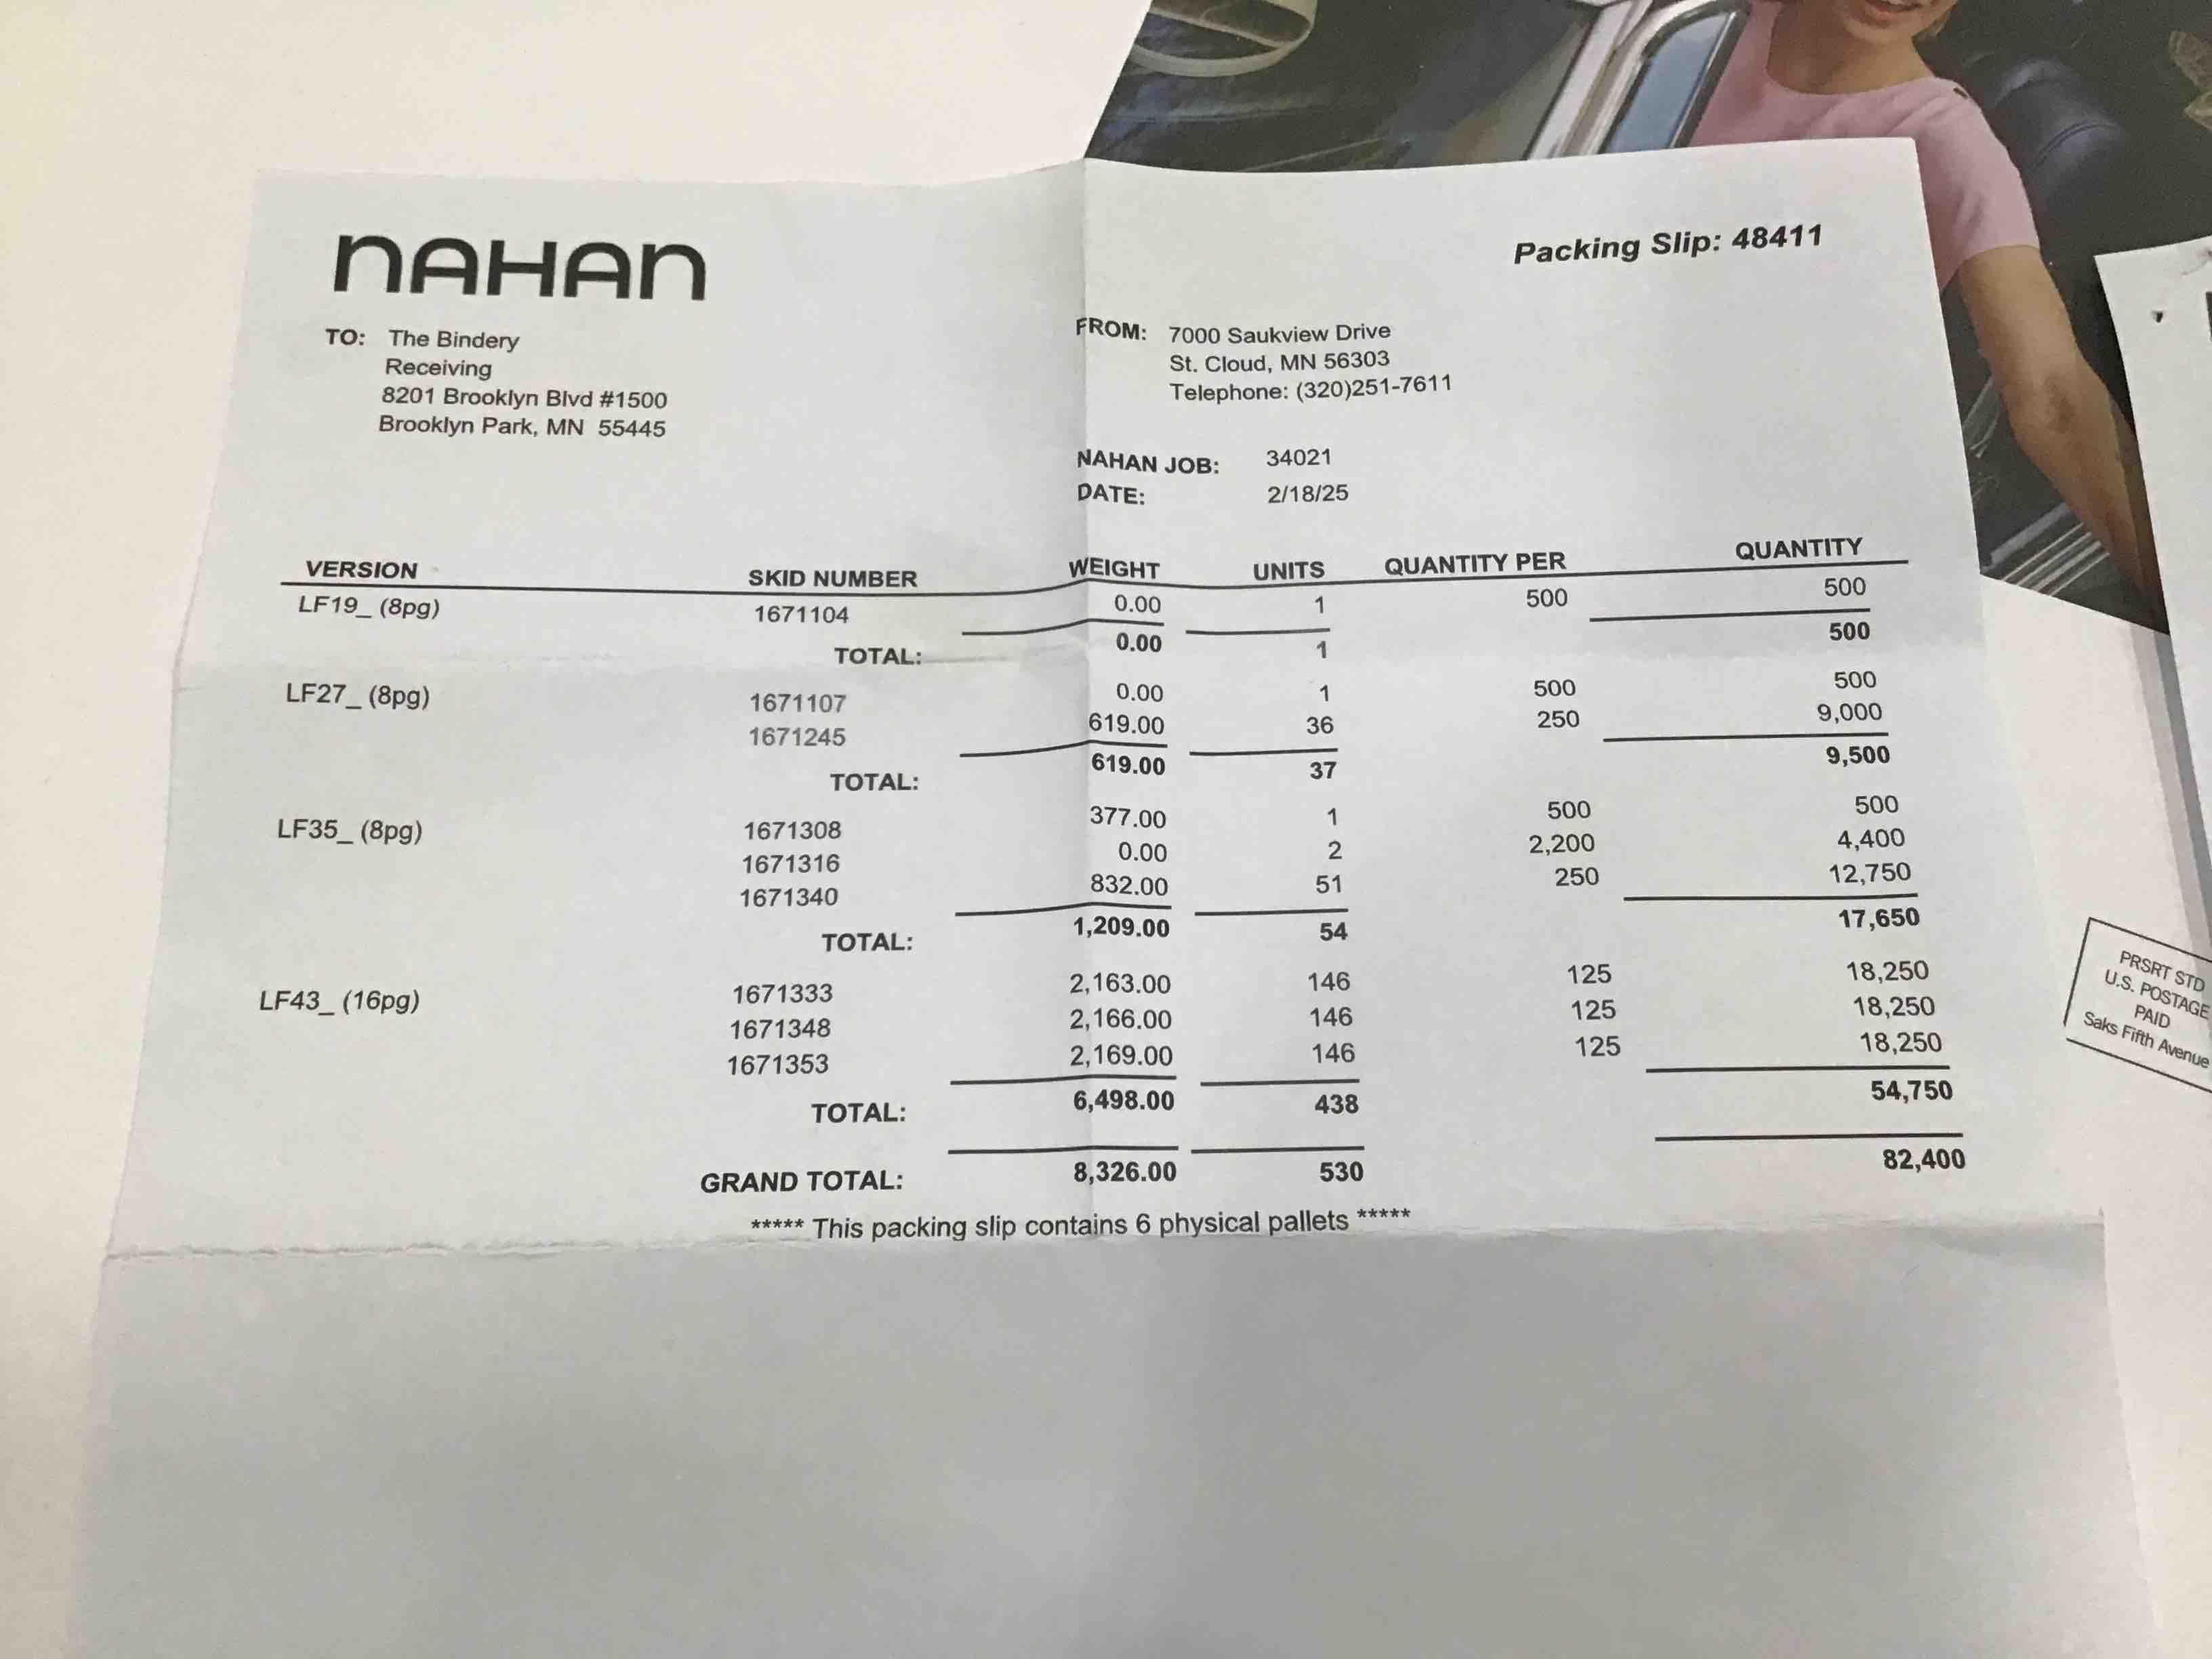 NAHAN
Packing Slip: 48411
TO: The Bindery
Receiving
8201 Brooklyn Blvd #1500
Brooklyn Park, MN 55445
FROM: 7000 Saukview Drive
St. Cloud, MN 56303
Telephone: (320)251-7611
NAHAN JOB: 34021
DATE: 2/18/25
VERSION SKID NUMBER WEIGHT UNITS QUANTITY PER QUANTITY
LF19_ (8pg) 1671104 0.00 1 500 500
TOTAL: 0.00 1 500
LF27_ (8pg) 1671107 0.00 1 500 500
1671245 619.00 36 250 9,000
TOTAL: 619.00 37 9,500
LF35_ (8pg) 1671308 377.00 1 500 500
1671316 0.00 2 2,200 4,400
1671340 832.00 51 250 12,750
TOTAL: 1,209.00 54 17,650
LF43_ (16pg) 1671333 2,163.00 146 125 18,250
1671348 2,166.00 146 125 18,250
1671353 2,169.00 146 125 18,250
TOTAL: 6,498.00 438 54,750
GRAND TOTAL: 8,326.00 530 82,400
***** This packing slip contains 6 physical pallets *****
PRSRT STD
U.S. POSTAGE
PAID
Saks Fifth Avenue